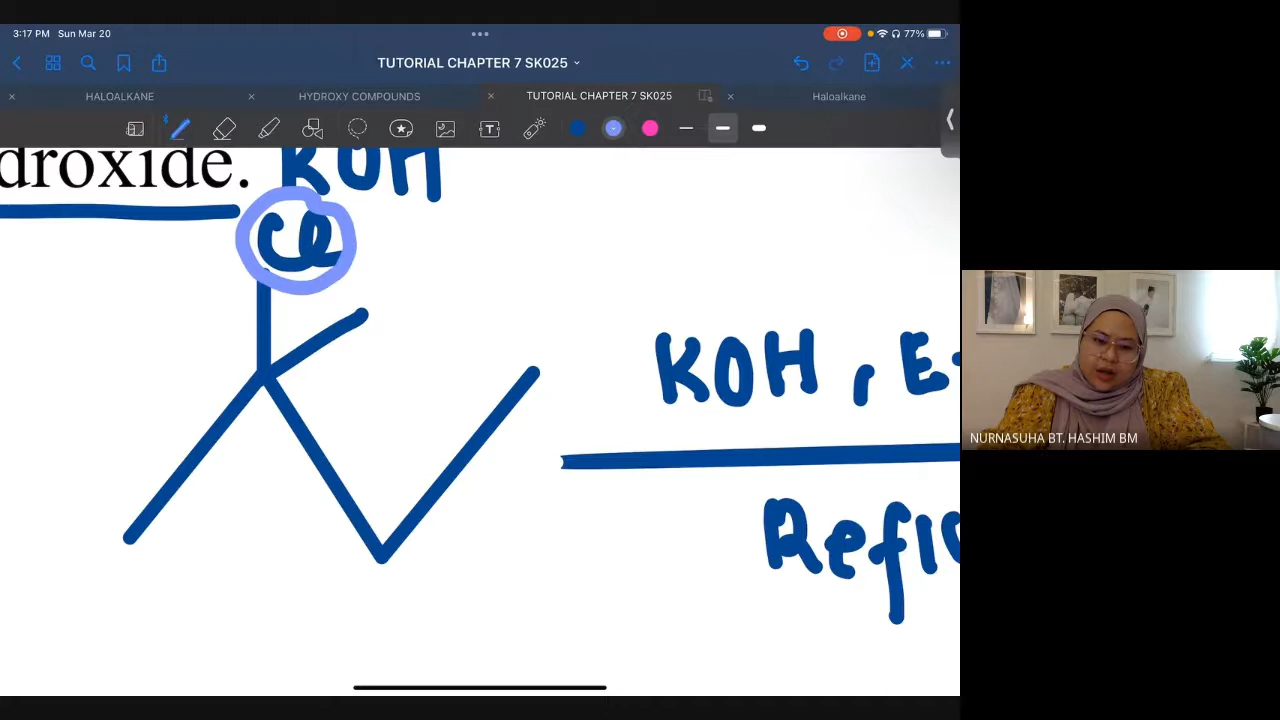 3:17 PM Sun Mar 20
77%
TUTORIAL CHAPTER 7 SK025
HALOALKANE
HYDROXY COMPOUNDS
TUTORIAL CHAPTER 7 SK025
Haloalkane
droxide. KOH
Cl
KOH, E
Reflu
NURNASUHA BT. HASHIM BM